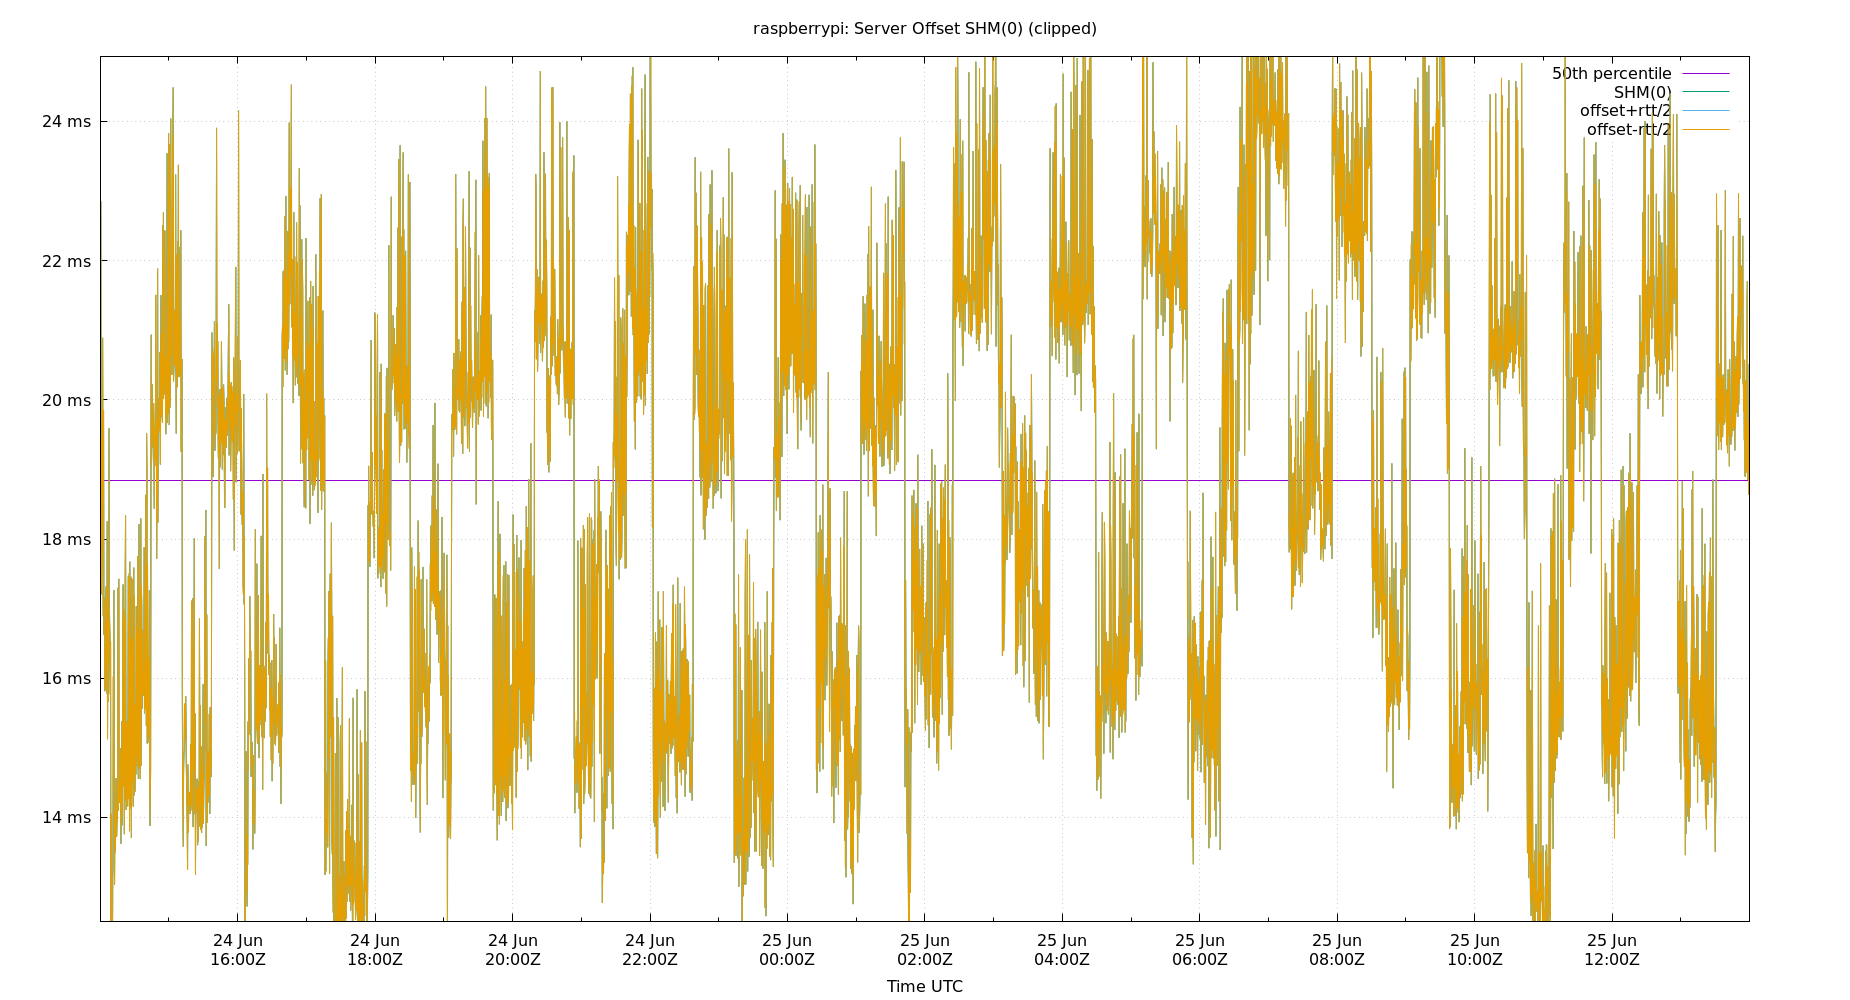 raspberrypi: Server Offset SHM(0) (clipped)
50th percentile
SHM(0)
offset+rtt/2
offset-rtt/2
24 ms
22 ms
20 ms
18 ms
16 ms
14 ms
24 Jun
16:00Z
24 Jun
18:00Z
24 Jun
20:00Z
24 Jun
22:00Z
25 Jun
00:00Z
25 Jun
02:00Z
25 Jun
04:00Z
25 Jun
06:00Z
25 Jun
08:00Z
25 Jun
10:00Z
25 Jun
12:00Z
Time UTC